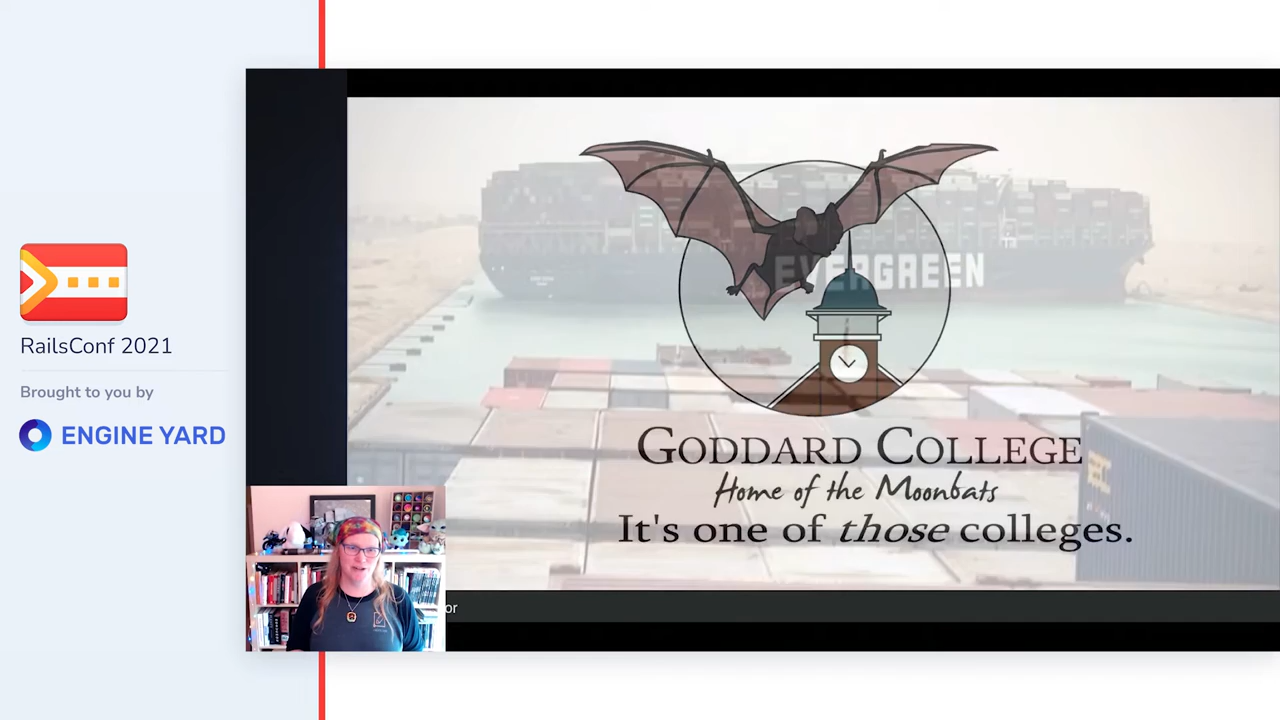 RailsConf 2021
Brought to you by
ENGINE YARD
EVERGREEN
GODDARD COLLEGE
Home of the Moonbats
It's one of those colleges.
or